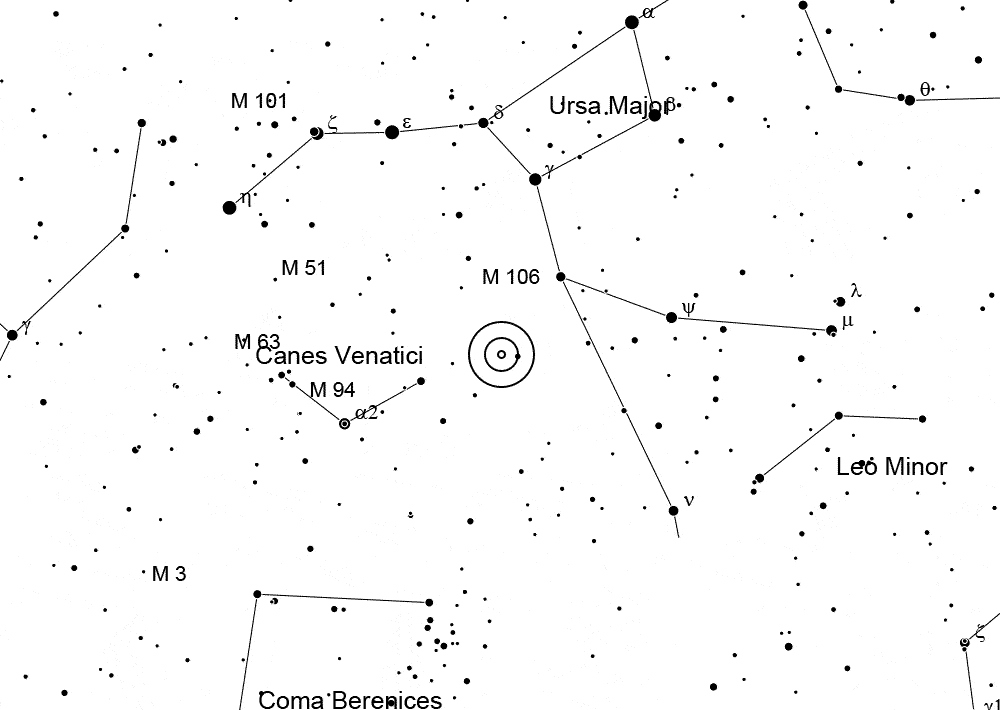 α
θ
M 101
Ursa Major
β
ζ
ε
δ
γ
η
M 51
M 106
λ
ψ
μ
γ
M 63
Canes Venatici
M 94
α2
Leo Minor
ν
M 3
ζ
Coma Berenices
γ1